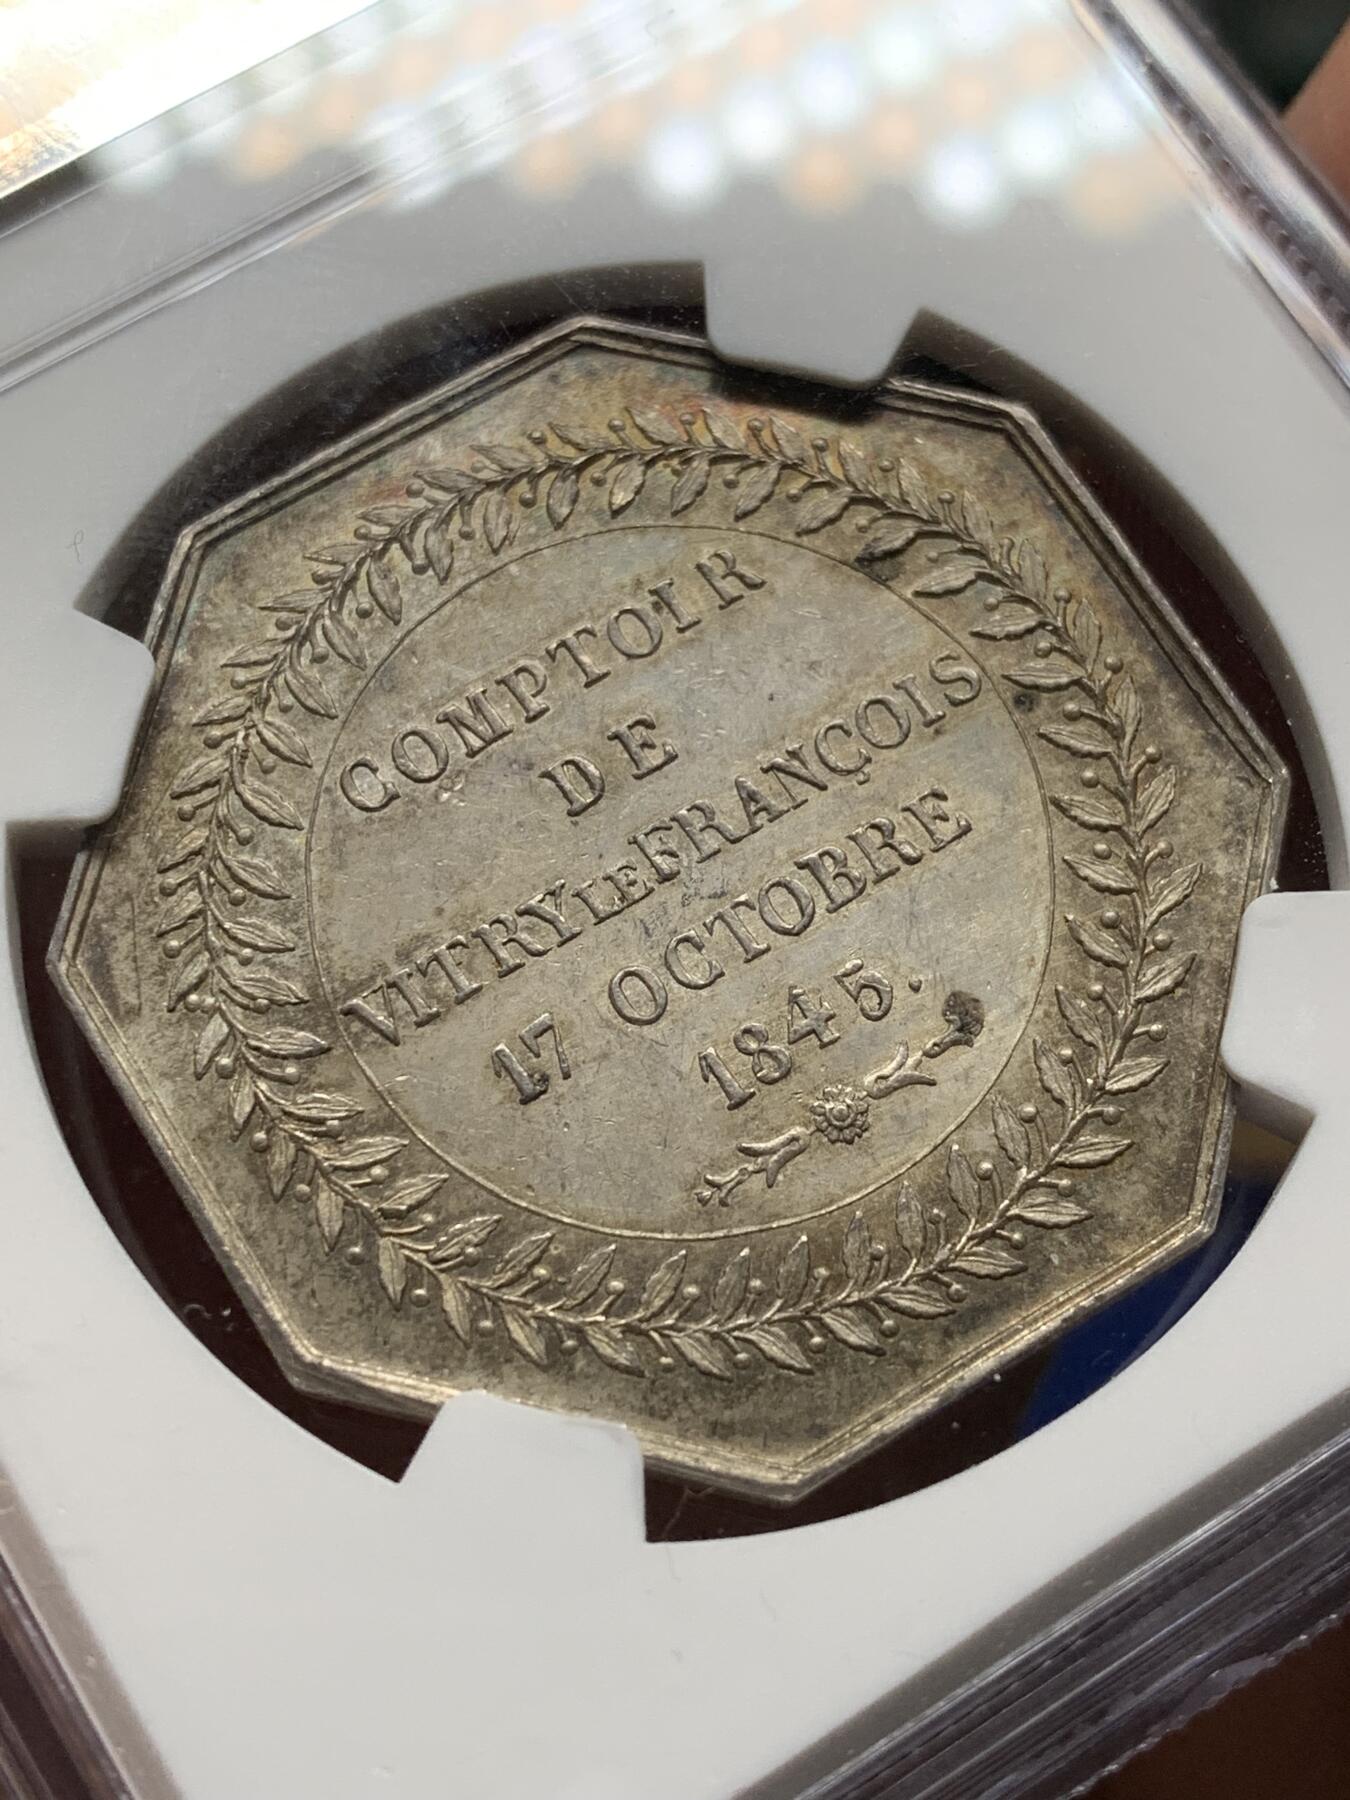 COMPTOIR
DE
VITRY LE FRANÇOIS
17 OCTOBRE
1845.